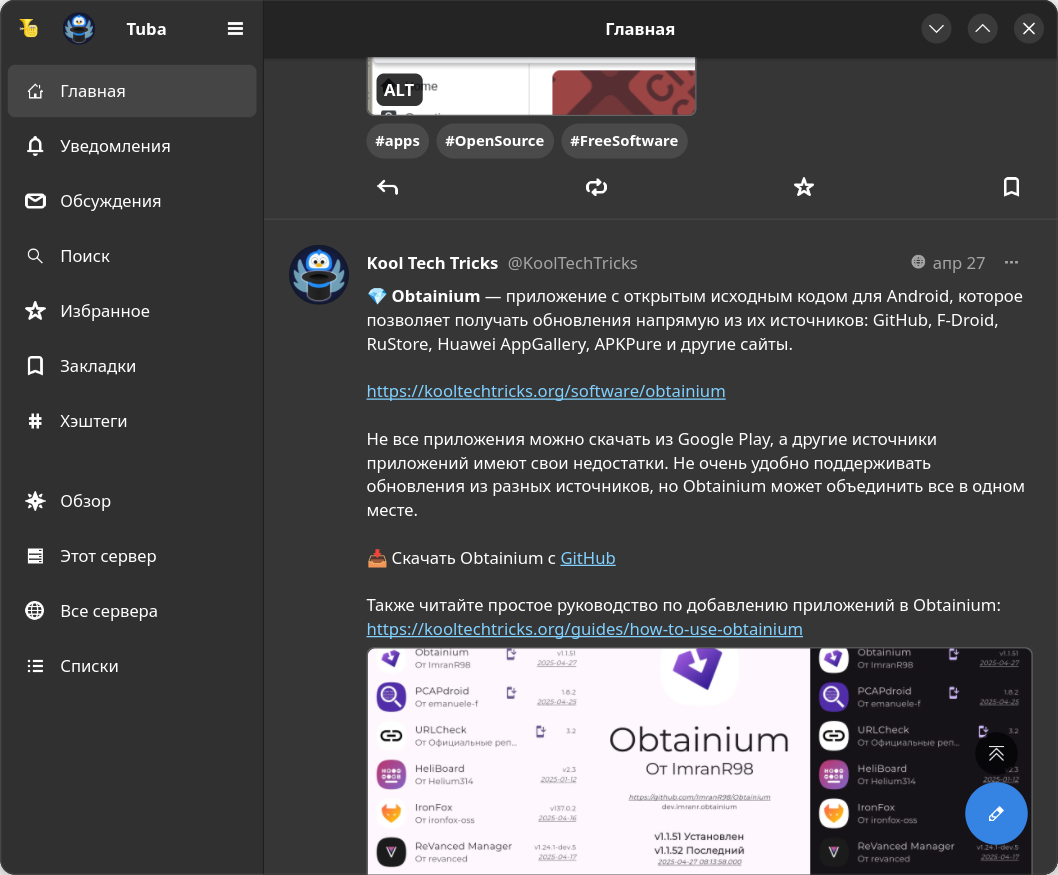 Tuba
Главная
Главная
Уведомления
Обсуждения
Поиск
Избранное
Закладки
Хэштеги
Обзор
Этот сервер
Все сервера
Списки
ALT
#apps #OpenSource #FreeSoftware
Kool Tech Tricks @KoolTechTricks апр 27
💎 Obtainium — приложение с открытым исходным кодом для Android, которое
позволяет получать обновления напрямую из их источников: GitHub, F-Droid,
RuStore, Huawei AppGallery, APKPure и другие сайты.
https://kooltechtricks.org/software/obtainium
Не все приложения можно скачать из Google Play, а другие источники
приложений имеют свои недостатки. Не очень удобно поддерживать
обновления из разных источников, но Obtainium может объединить все в одном
месте.
📥 Скачать Obtainium с GitHub
Также читайте простое руководство по добавлению приложений в Obtainium:
https://kooltechtricks.org/guides/how-to-use-obtainium
Obtainium v1.1.51
От ImranR98 2025-04-27
PCAPdroid 1.8.2
От emanuele-f 2025-04-25
URLCheck 3.2
От Официальные реп...
HeliBoard v2.3
От Helium314 2025-01-12
IronFox v137.0.2
От ironfox-oss 2025-04-16
ReVanced Manager v1.24.1-dev.5
От revanced 2025-04-17
Obtainium
От ImranR98
https://github.com/ImranR98/Obtainium
dev.imranr.obtainium
v1.1.51 Установлен
v1.1.52 Последний
2025-04-27 08:13:58.000
Obtainium v1.1.51
От ImranR98 2025-04-27
PCAPdroid 1.8.2
От emanuele-f 2025-04-25
URLCheck 3.2
От Официальные реп...
HeliBoard
От Helium314 2025-01-12
IronFox
От ironfox-oss
ReVanced Manager v1.24.1-dev.5
От revanced 2025-04-17